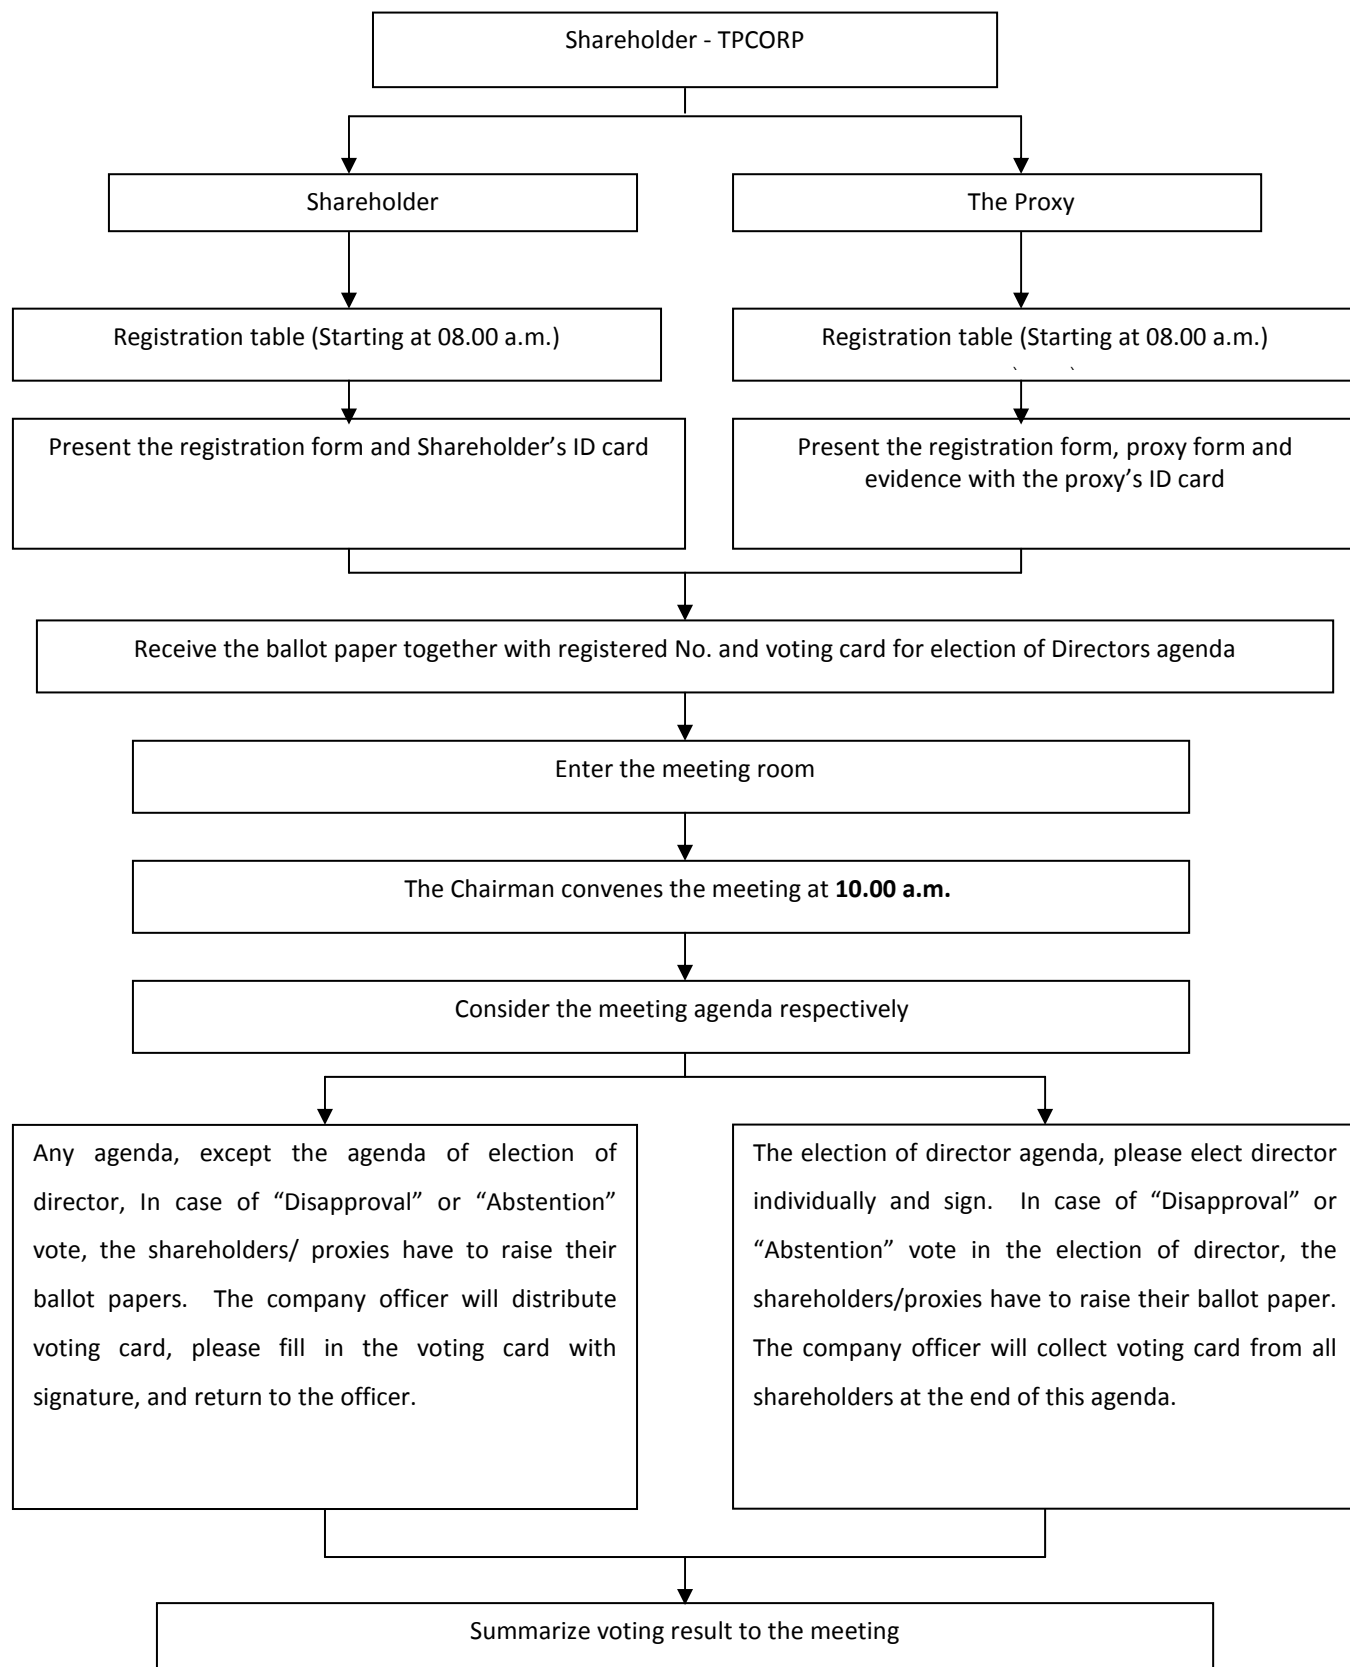 Shareholder - TPCORP
Shareholder
The Proxy
Registration table (Starting at 08.00 a.m.)
Registration table (Starting at 08.00 a.m.)
Present the registration form and Shareholder’s ID card
Present the registration form, proxy form and
evidence with the proxy’s ID card
Receive the ballot paper together with registered No. and voting card for election of Directors agenda
Enter the meeting room
The Chairman convenes the meeting at 10.00 a.m.
Consider the meeting agenda respectively
Any agenda, except the agenda of election of
director, In case of “Disapproval” or “Abstention”
vote, the shareholders/ proxies have to raise their
ballot papers. The company officer will distribute
voting card, please fill in the voting card with
signature, and return to the officer.
The election of director agenda, please elect director
individually and sign. In case of “Disapproval” or
“Abstention” vote in the election of director, the
shareholders/proxies have to raise their ballot paper.
The company officer will collect voting card from all
shareholders at the end of this agenda.
Summarize voting result to the meeting